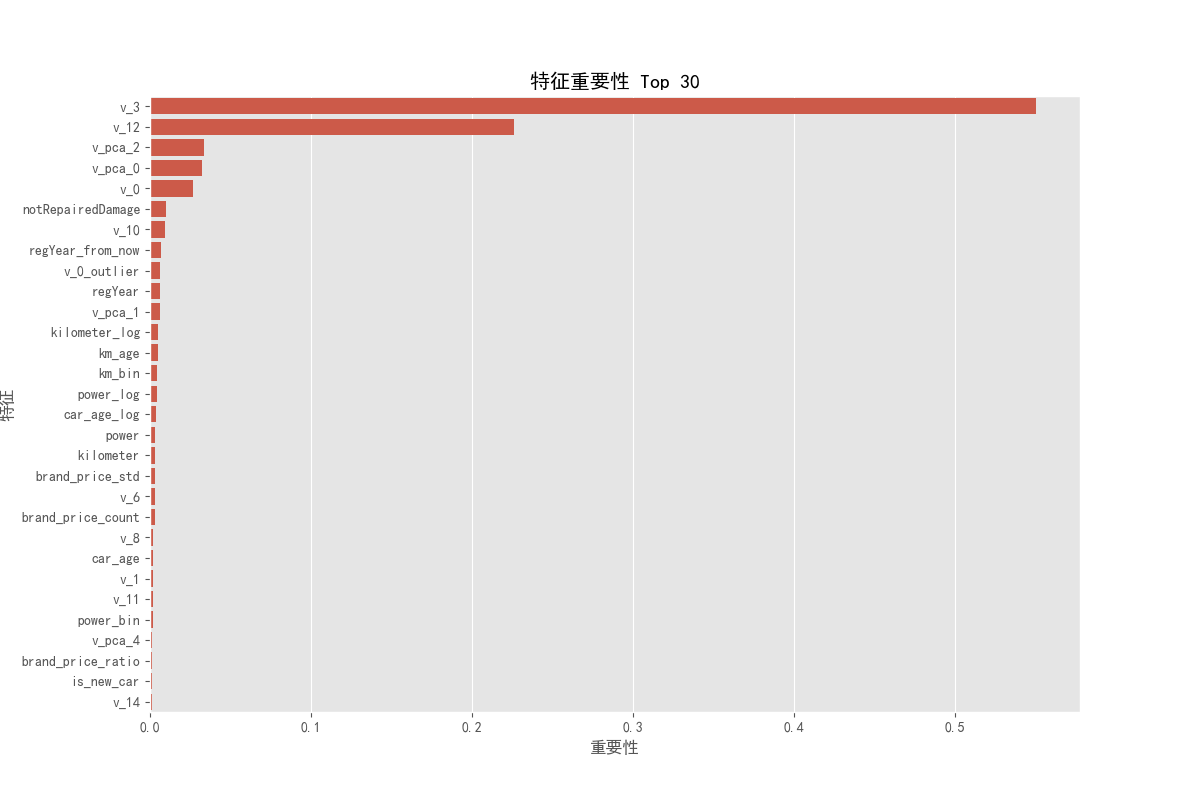 特征重要性 Top 30
v_3
v_12
v_pca_2
v_pca_0
v_0
notRepairedDamage
v_10
regYear_from_now
v_0_outlier
regYear
v_pca_1
kilometer_log
km_age
km_bin
power_log
car_age_log
power
kilometer
brand_price_std
v_6
brand_price_count
v_8
car_age
v_1
v_11
power_bin
v_pca_4
brand_price_ratio
is_new_car
v_14
特征
0.0 0.1 0.2 0.3 0.4 0.5
重要性